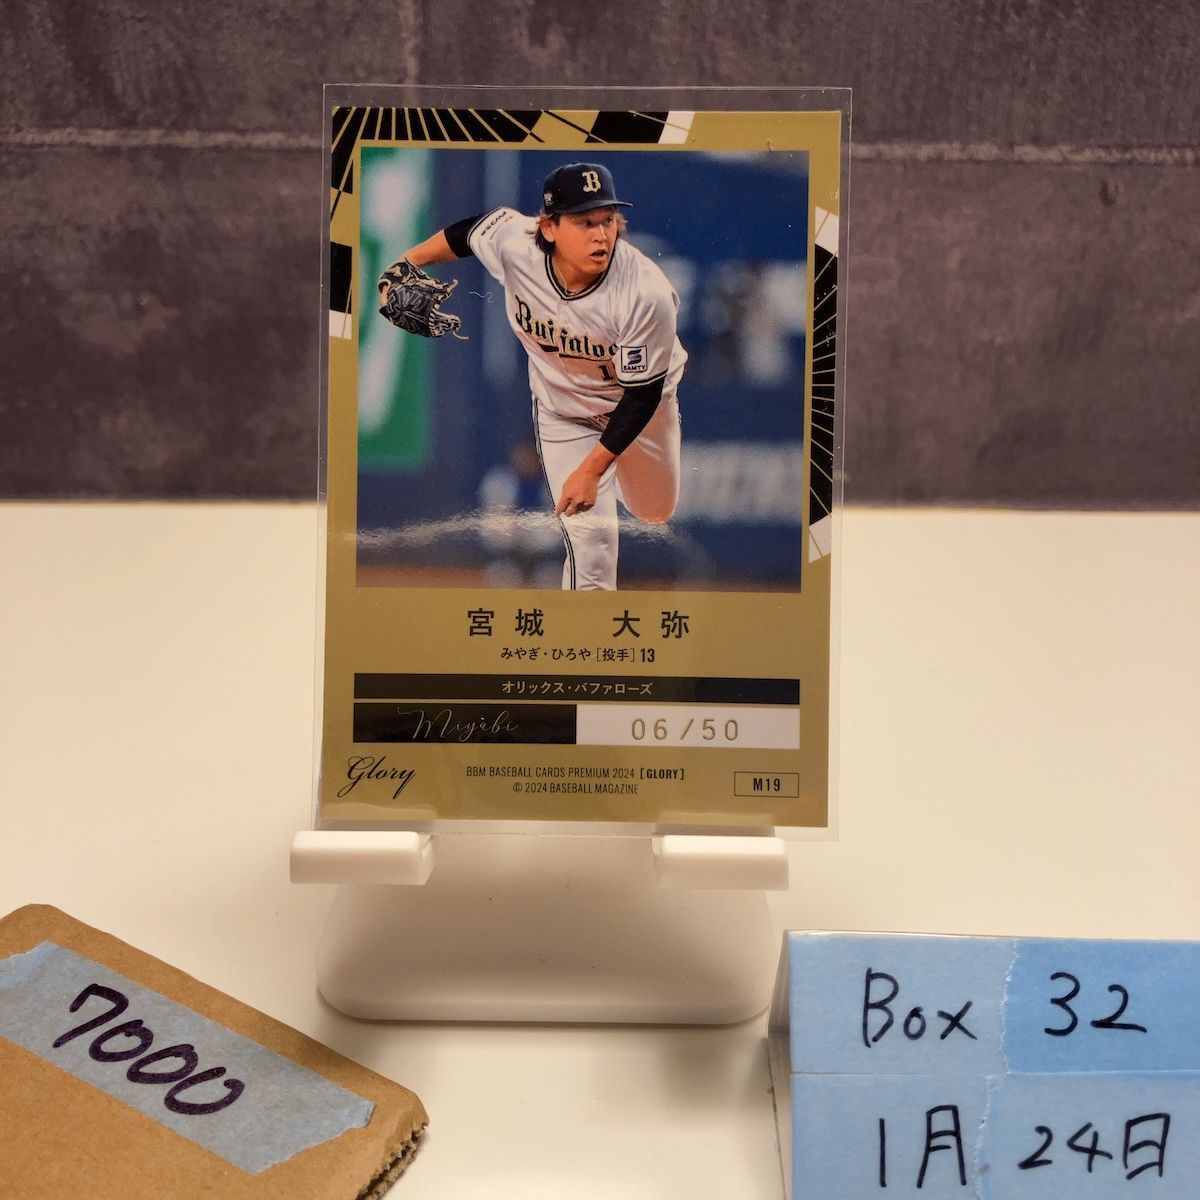 B
Buffaloes
1
SAMTY
宮城 大弥
みやぎ・ひろや［投手］13
オリックス・バファローズ
Miyabi 06/50
Glory
BBM BASEBALL CARDS PREMIUM 2024 [GLORY]
© 2024 BASEBALL MAGAZINE
M19
7000
Box 32
1月 24日